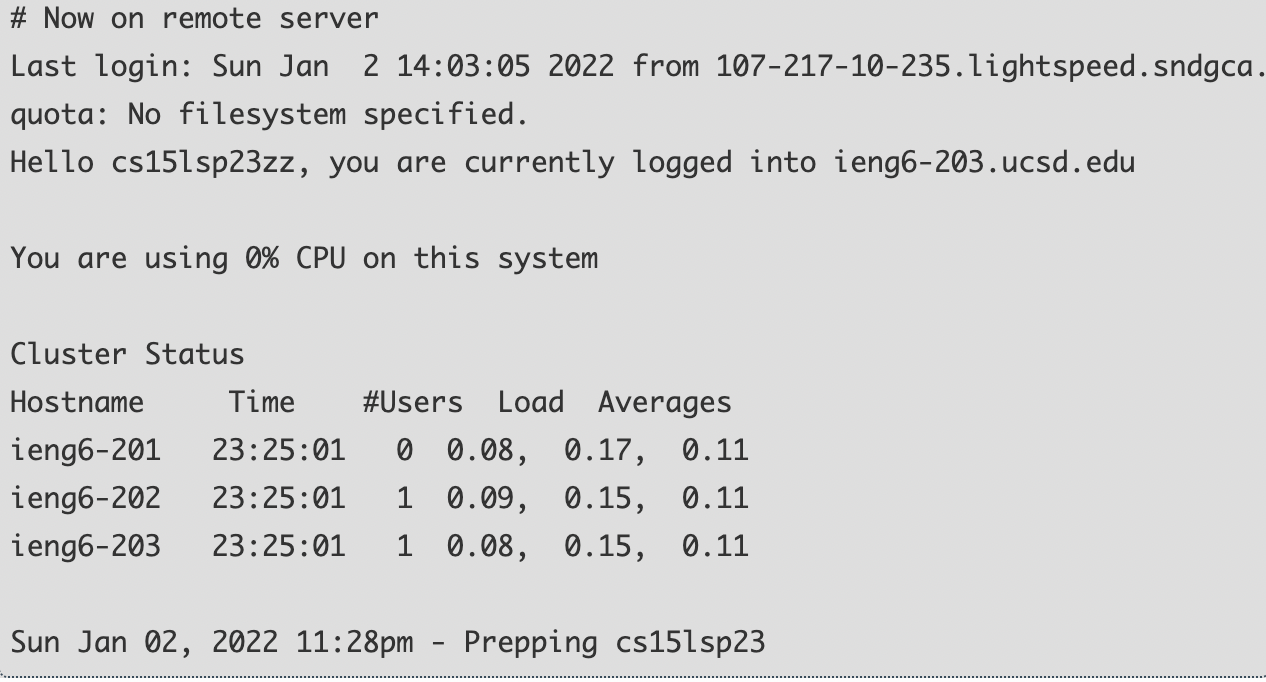 # Now on remote server
Last login: Sun Jan  2 14:03:05 2022 from 107-217-10-235.lightspeed.sndgca.
quota: No filesystem specified.
Hello cs15lsp23zz, you are currently logged into ieng6-203.ucsd.edu
You are using 0% CPU on this system
Cluster Status
Hostname     Time    #Users  Load  Averages
ieng6-201   23:25:01   0  0.08,  0.17,  0.11
ieng6-202   23:25:01   1  0.09,  0.15,  0.11
ieng6-203   23:25:01   1  0.08,  0.15,  0.11
Sun Jan 02, 2022 11:28pm - Prepping cs15lsp23